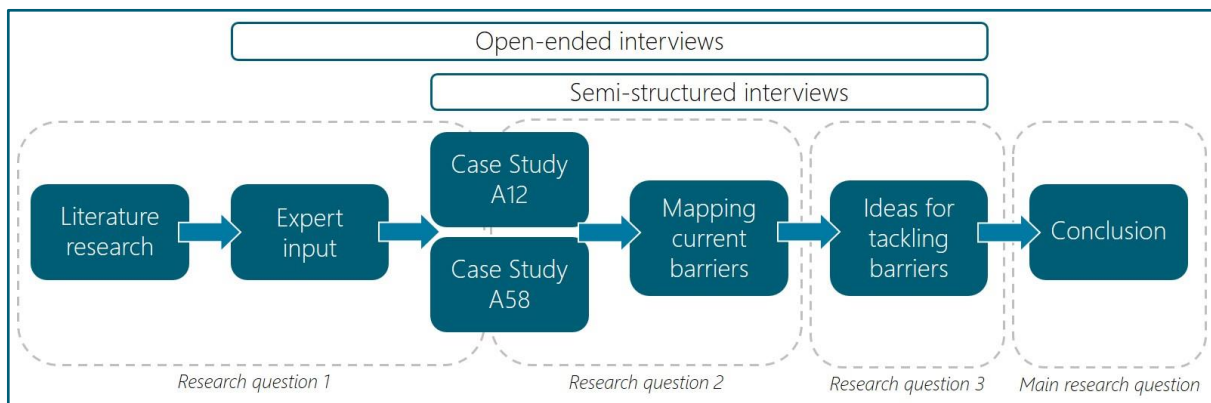 Open-ended interviews
Semi-structured interviews
Literature
research
Expert
input
Case Study
A12
Case Study
A58
Mapping
current
barriers
Ideas for
tackling
barriers
Conclusion
Research question 1
Research question 2
Research question 3
Main research question